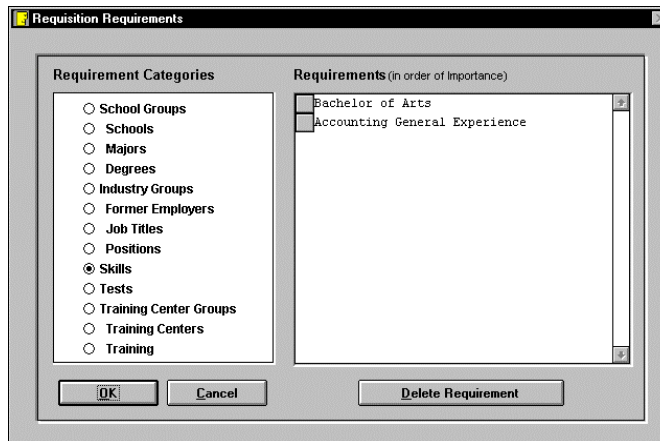 Requisition Requirements
Requirement Categories
School Groups
Schools
Majors
Degrees
Industry Groups
Former Employers
Job Titles
Positions
Skills
Tests
Training Center Groups
Training Centers
Training
Requirements (in order of Importance)
Bachelor of Arts
Accounting General Experience
OK
Cancel
Delete Requirement